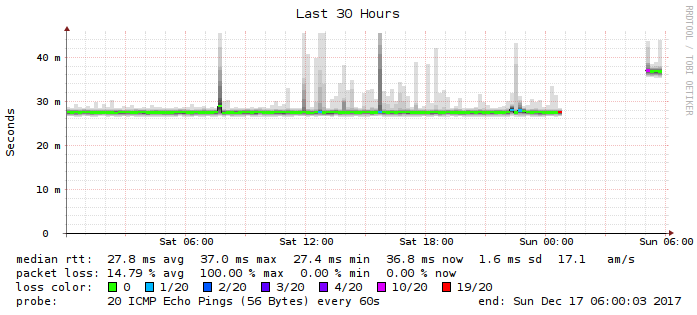 Last 30 Hours
RRDTOOL / TOBI OETIKER
Seconds
40 m
30 m
20 m
10 m
0
Sat 06:00 Sat 12:00 Sat 18:00 Sun 00:00 Sun 06:00
median rtt: 27.8 ms avg 37.0 ms max 27.4 ms min 36.8 ms now 1.6 ms sd 17.1 am/s
packet loss: 14.79 % avg 100.00 % max 0.00 % min 0.00 % now
loss color: 0 1/20 2/20 3/20 4/20 10/20 19/20
probe: 20 ICMP Echo Pings (56 Bytes) every 60s end: Sun Dec 17 06:00:03 2017